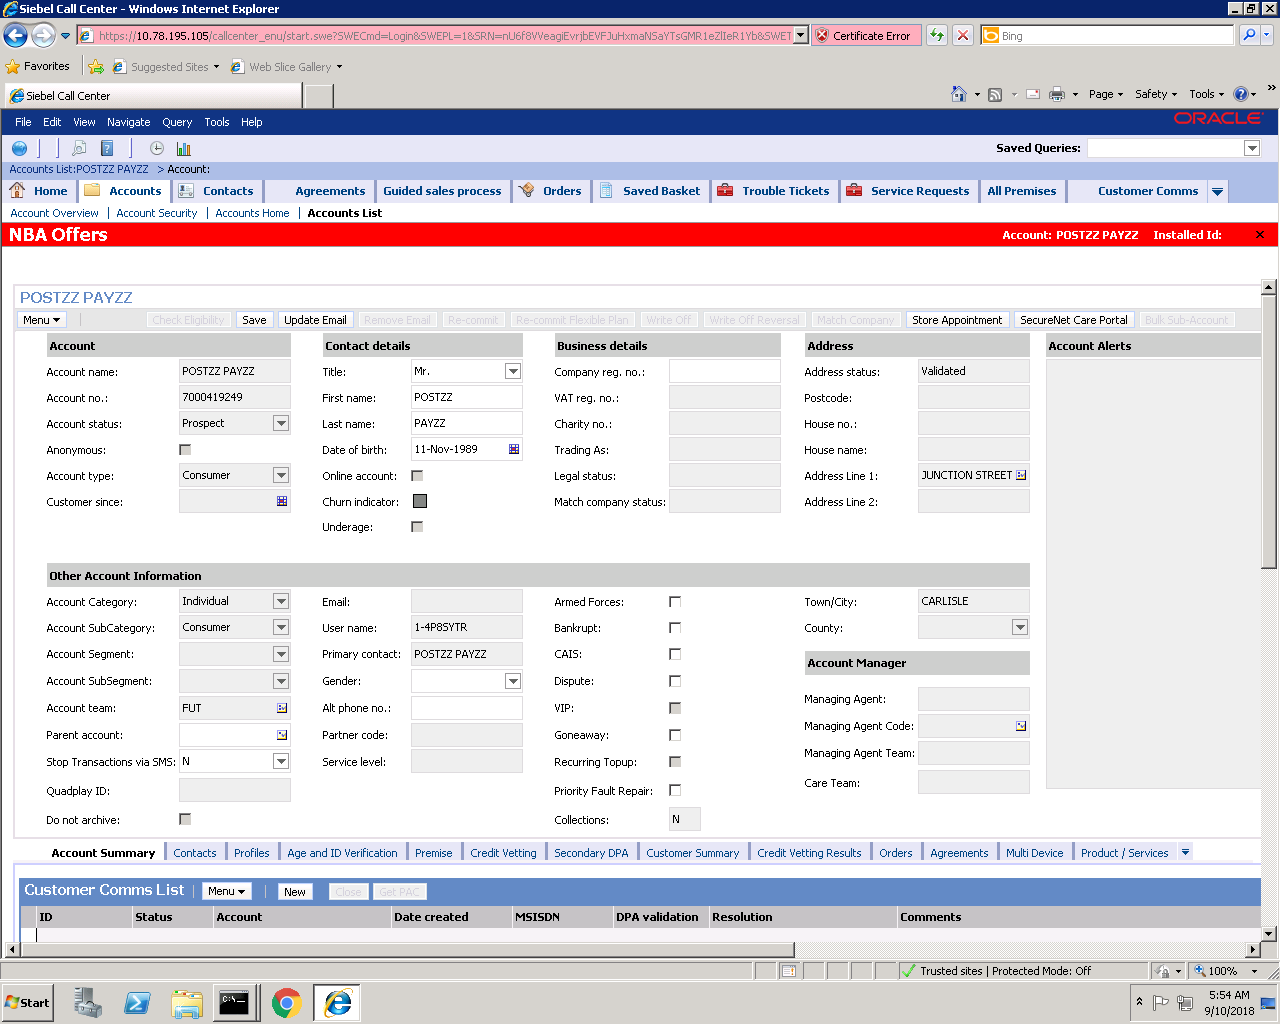 Siebel Call Center - Windows Internet Explorer
https://10.78.195.105/callcenter_enu/start.swe?SWECmd=Login&SWEPL=1&SRN=
Certificate Error
Bing
Favorites
Suggested Sites
Web Slice Gallery
Siebel Call Center
Page
Safety
Tools
File Edit View Navigate Query Tools Help
ORACLE
Saved Queries:
Accounts List:POSTZZ PAYZZ > Account:
Home Accounts Contacts Agreements Guided sales process Orders Saved Basket Trouble Tickets Service Requests All Premises Customer Comms
Account Overview | Account Security | Accounts Home | Accounts List
NBA Offers
Account: POSTZZ PAYZZ Installed Id:
POSTZZ PAYZZ
Menu Check Eligibility Save Update Email Remove Email Re-commit Re-commit Flexible Plan Write Off Write Off Reversal Match Company Store Appointment SecureNet Care Portal Bulk Sub-Account
Account Contact details Business details Address Account Alerts
Account name: POSTZZ PAYZZ Title: Mr. Company reg. no.: Address status: Validated
Account no.: 7000419249 First name: POSTZZ VAT reg. no.: Postcode:
Account status: Prospect Last name: PAYZZ Charity no.: House no.:
Anonymous: Date of birth: 11-Nov-1989 Trading As: House name:
Account type: Consumer Online account: Legal status: Address Line 1: JUNCTION STREET
Customer since: Churn indicator: Match company status: Address Line 2:
Underage:
Other Account Information
Account Category: Individual Email: Armed Forces: Town/City: CARLISLE
Account SubCategory: Consumer User name: 1-4P8SYTR Bankrupt: County:
Account Segment: Primary contact: POSTZZ PAYZZ CAIS: Account Manager
Account SubSegment: Gender: Dispute:
Account team: FUT Alt phone no.: VIP: Managing Agent:
Parent account: Partner code: Goneaway: Managing Agent Code:
Stop Transactions via SMS: N Service level: Recurring Topup: Managing Agent Team:
Quadplay ID: Priority Fault Repair: Care Team:
Do not archive: Collections: N
Account Summary Contacts Profiles Age and ID Verification Premise Credit Vetting Secondary DPA Customer Summary Credit Vetting Results Orders Agreements Multi Device Product / Services
Customer Comms List Menu New Close Get PAC
ID Status Account Date created MSISDN DPA validation Resolution Comments
Trusted sites | Protected Mode: Off
100%
Start
C:\.
5:54 AM
9/10/2018